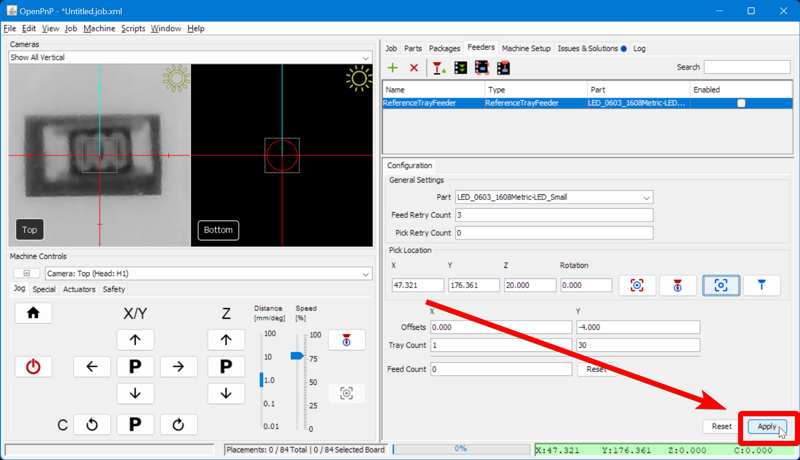 OpenPnP - *Untitled.job.xml
File Edit View Job Machine Scripts Window Help
Cameras
Show All Vertical
Top
Bottom
Machine Controls
Camera: Top (Head: H1)
Jog Special Actuators Safety
X/Y Z
Distance [mm/deg]
Speed [%]
P P
C P
100
10
1.0
0.1
0.01
100
75
50
25
0
Job Parts Packages Feeders Machine Setup Issues & Solutions Log
Search
Name Type Part Enabled
ReferenceTrayFeeder ReferenceTrayFeeder LED_0603_1608Metric-LED...
Configuration
General Settings
Part LED_0603_1608Metric-LED_Small
Feed Retry Count 3
Pick Retry Count 0
Pick Location
X Y Z Rotation
47.321 176.361 20.000 0.000
X Y
Offsets 0.000 -4.000
Tray Count 1 30
Feed Count 0 Reset
Reset Apply
Placements: 0 / 84 Total | 0 / 84 Selected Board 0% X:47.321 Y:176.361 Z:0.000 C:0.000